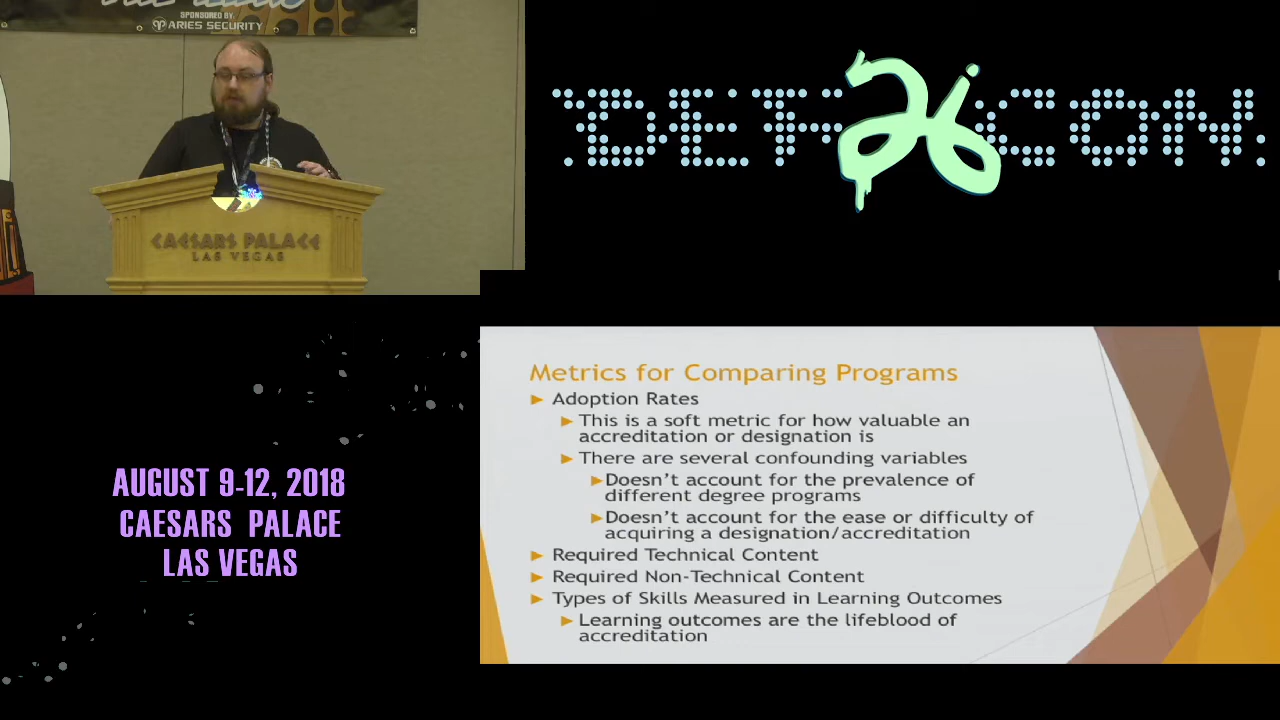 SPONSORED BY:
ARIES SECURITY
CAESARS PALACE
LAS VEGAS
DEF CON
26
AUGUST 9-12, 2018
CAESARS PALACE
LAS VEGAS
Metrics for Comparing Programs
Adoption Rates
This is a soft metric for how valuable an
accreditation or designation is
There are several confounding variables
Doesn't account for the prevalence of
different degree programs
Doesn't account for the ease or difficulty of
acquiring a designation/accreditation
Required Technical Content
Required Non-Technical Content
Types of Skills Measured in Learning Outcomes
Learning outcomes are the lifeblood of
accreditation